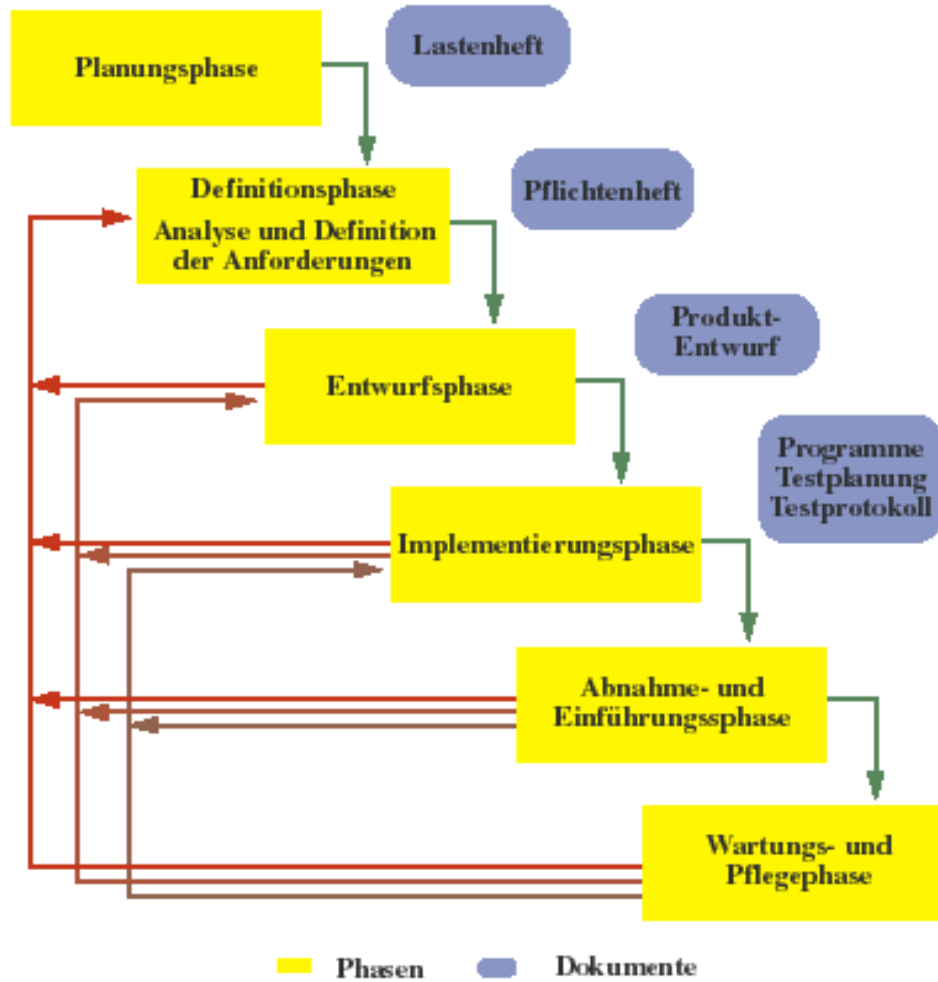 Planungsphase
Lastenheft
Definitionsphase
Analyse und Definition
der Anforderungen
Pflichtenheft
Entwurfsphase
Produkt-
Entwurf
Implementierungsphase
Programme
Testplanung
Testprotokoll
Abnahme- und
Einführungssphase
Wartungs- und
Pflegephase
Phasen
Dokumente